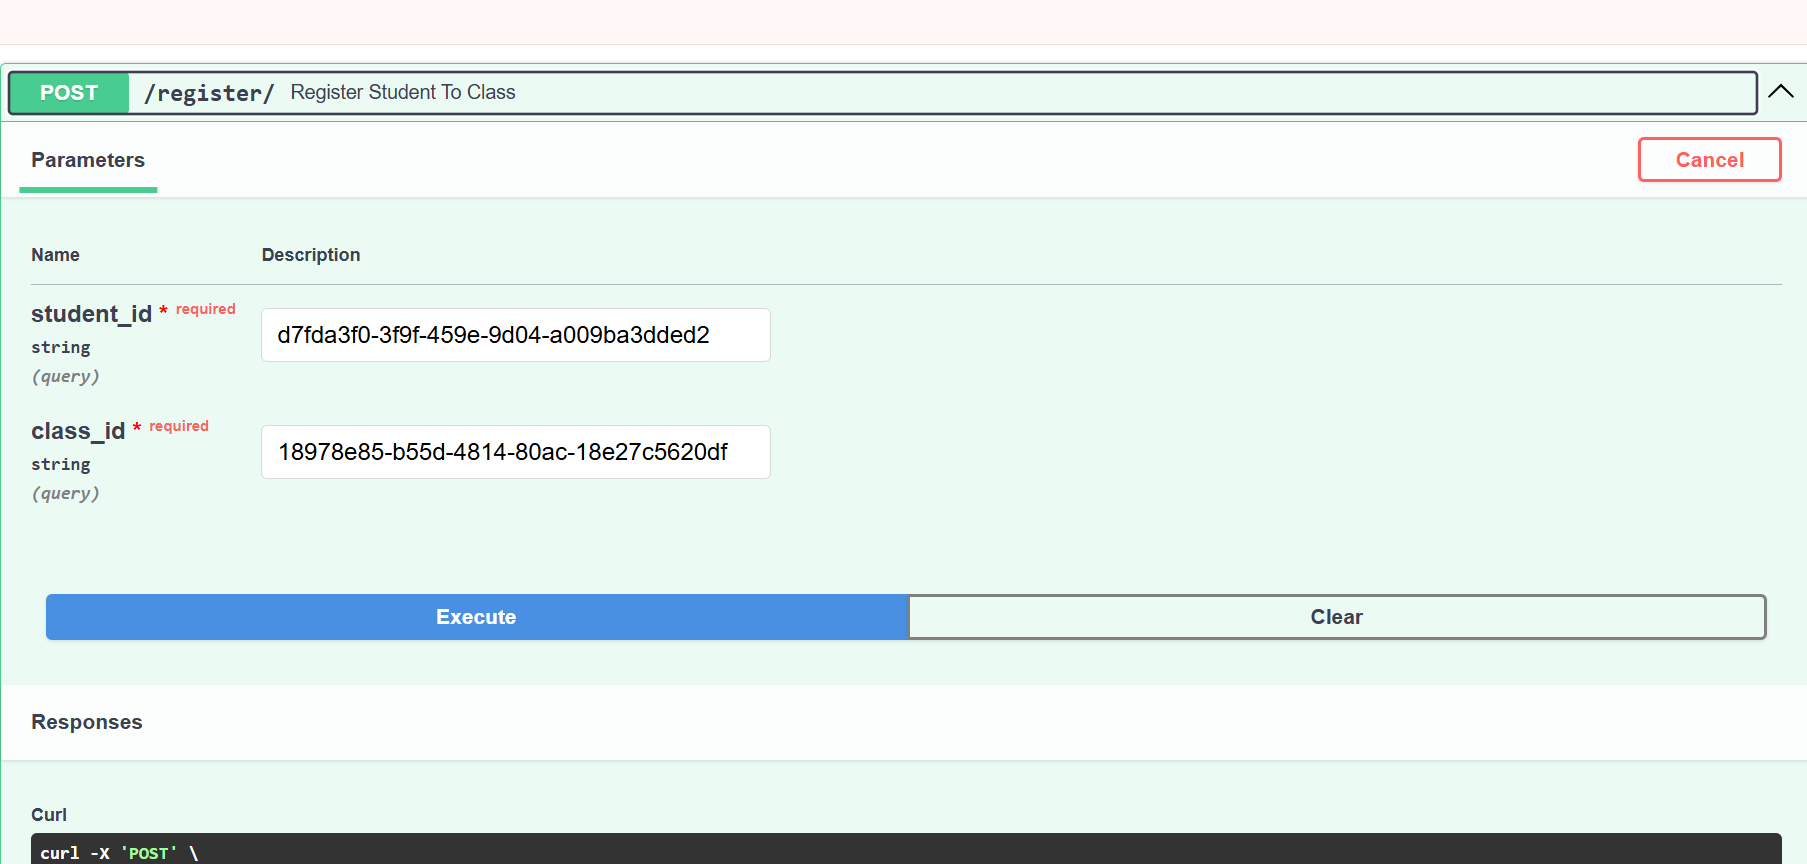 POST /register/ Register Student To Class
Parameters
Cancel
Name Description
student_id * required
string
(query)
d7fda3f0-3f9f-459e-9d04-a009ba3dded2
class_id * required
string
(query)
18978e85-b55d-4814-80ac-18e27c5620df
Execute
Clear
Responses
Curl
curl -X 'POST' \